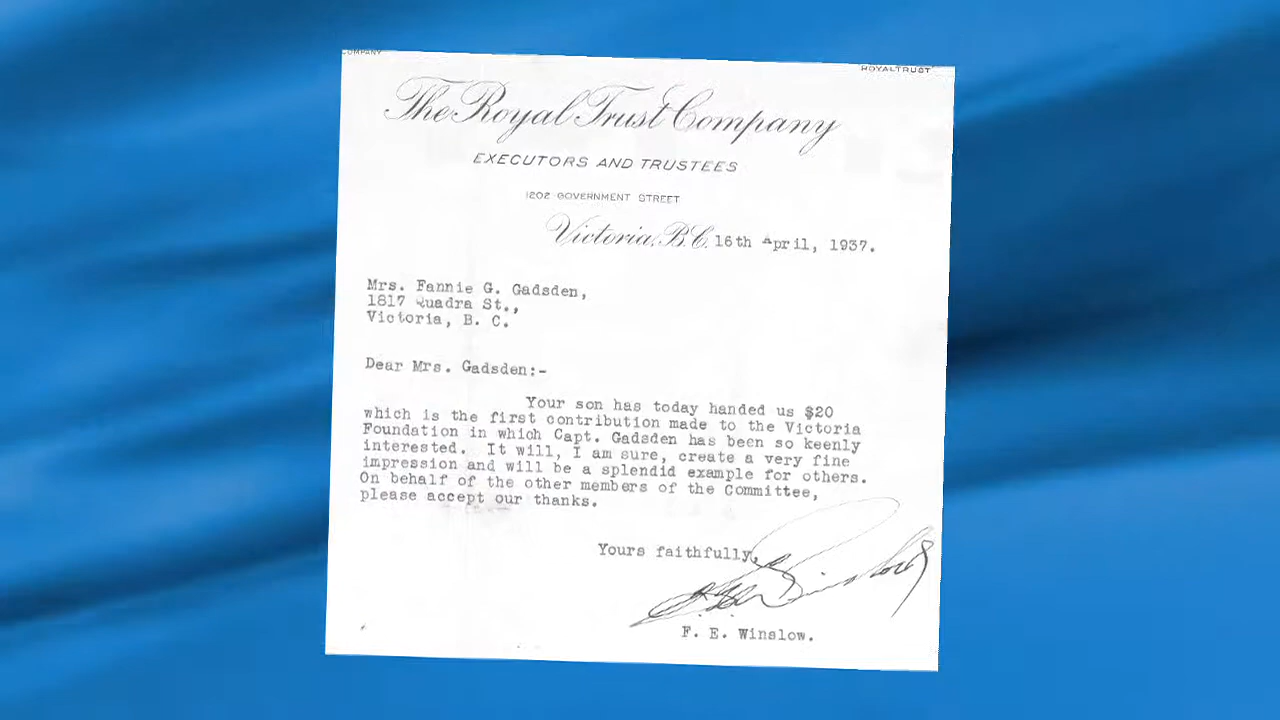 COMPANY
ROYALTRUST
The Royal Trust Company
EXECUTORS AND TRUSTEES
1202 GOVERNMENT STREET
Victoria, B.C. 16th April, 1937.
Mrs. Fannie G. Gadsden,
1817 Quadra St.,
Victoria, B. C.
Dear Mrs. Gadsden:-
Your son has today handed us $20
which is the first contribution made to the Victoria
Foundation in which Capt. Gadsden has been so keenly
interested. It will, I am sure, create a very fine
impression and will be a splendid example for others.
On behalf of the other members of the Committee,
please accept our thanks.
Yours faithfully,
F. E. Winslow.